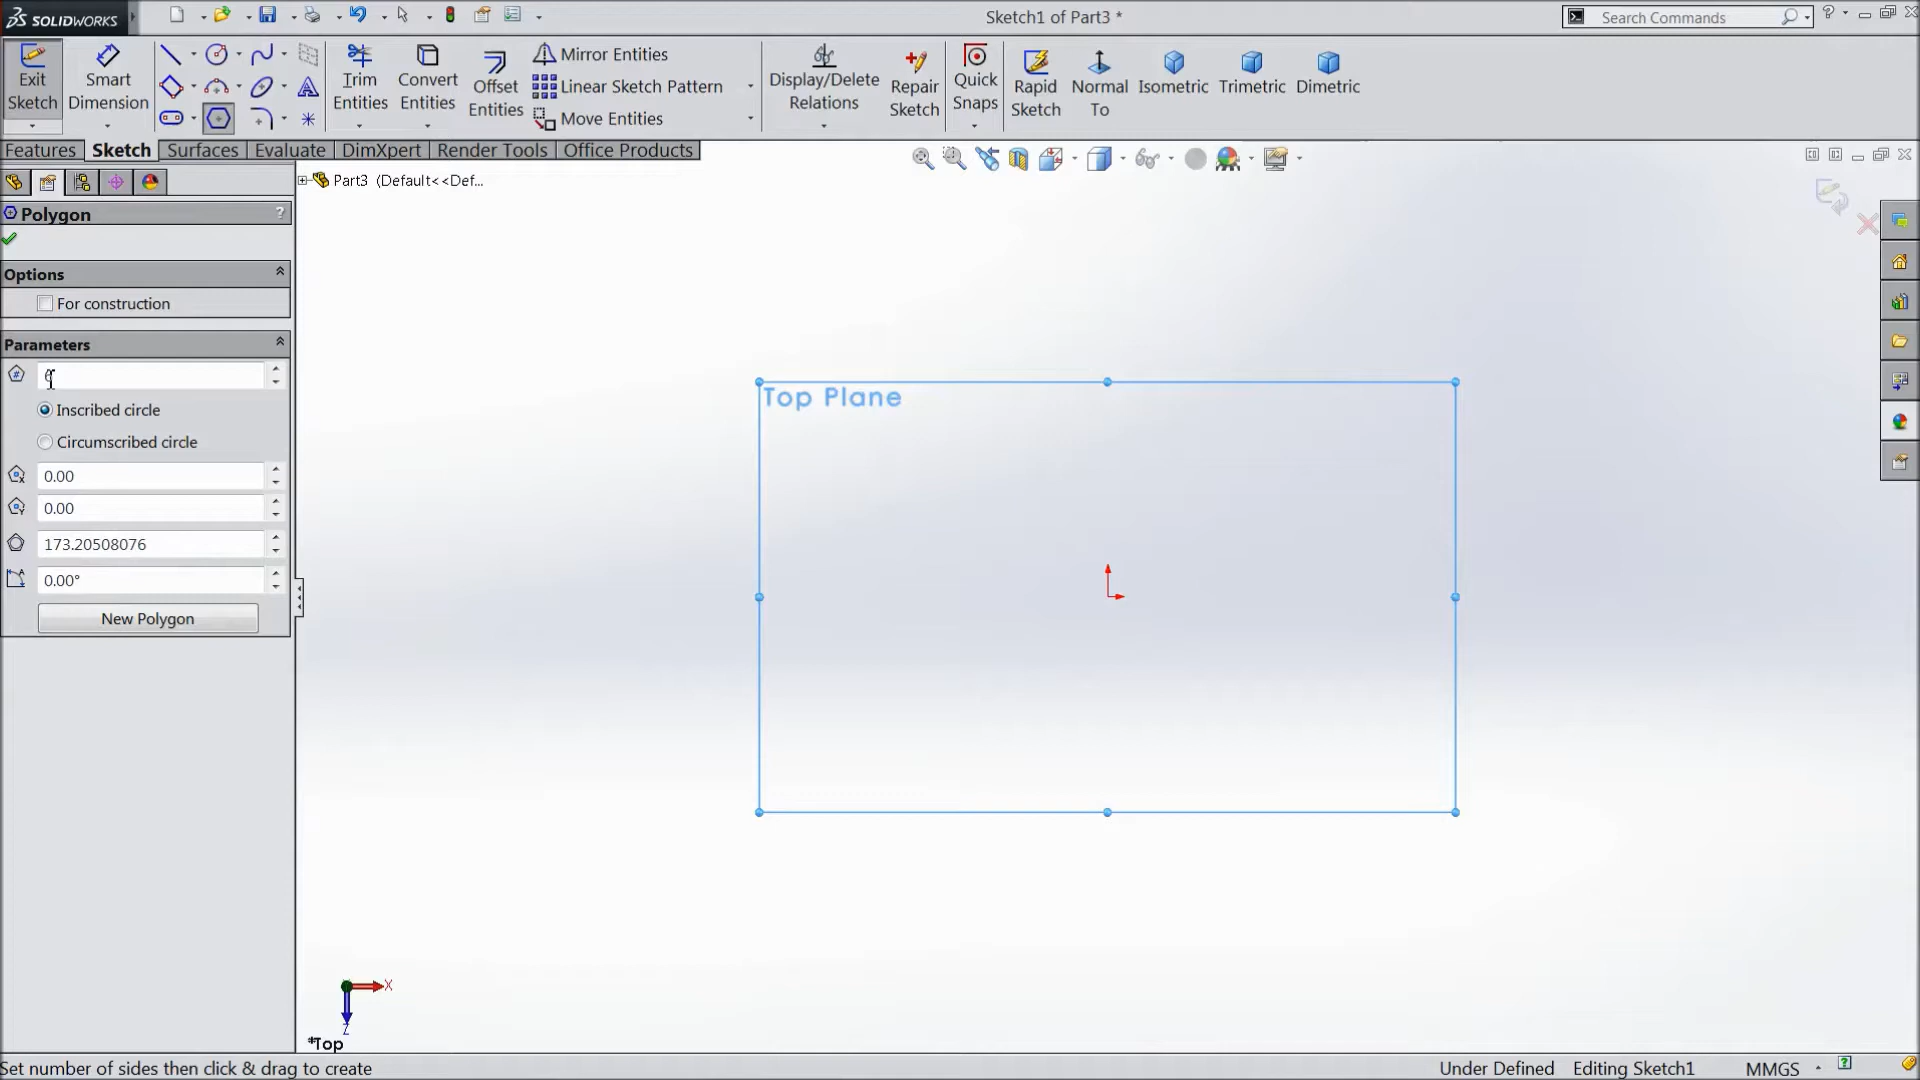 SOLIDWORKS
Sketch1 of Part3 *
Search Commands
Exit Sketch
Smart Dimension
Trim Entities
Convert Entities
Offset Entities
Mirror Entities
Linear Sketch Pattern
Move Entities
Display/Delete Relations
Repair Sketch
Quick Snaps
Rapid Sketch
Normal To
Isometric
Trimetric
Dimetric
Features
Sketch
Surfaces
Evaluate
DimXpert
Render Tools
Office Products
Part3 (Default<<Def...
Polygon
?
Options
For construction
Parameters
Inscribed circle
Circumscribed circle
0.00
0.00
173.20508076
0.00°
New Polygon
Top Plane
X
Z
*Top
Set number of sides then click & drag to create
Under Defined
Editing Sketch1
MMGS